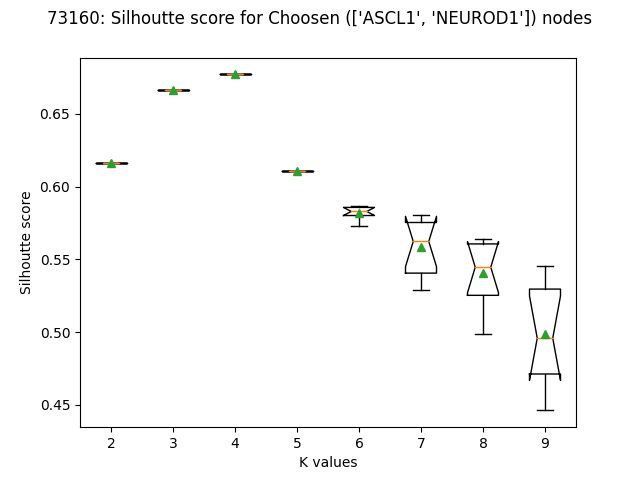 73160: Silhoutte score for Choosen (['ASCL1', 'NEUROD1']) nodes
Silhoutte score
0.65
0.60
0.55
0.50
0.45
2 3 4 5 6 7 8 9
K values